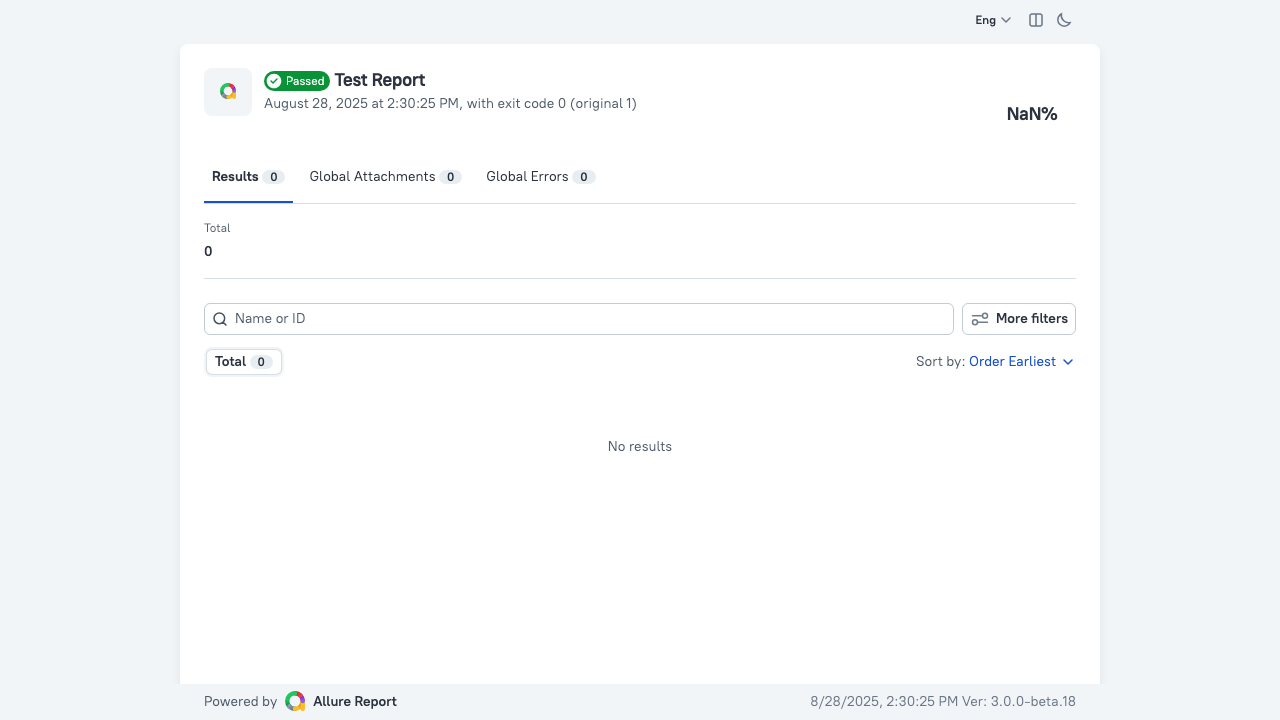 Eng
Passed Test Report
August 28, 2025 at 2:30:25 PM, with exit code 0 (original 1)
NaN%
Results 0 Global Attachments 0 Global Errors 0
Total
0
Name or ID More filters
Total 0 Sort by: Order Earliest
No results
Powered by Allure Report 8/28/2025, 2:30:25 PM Ver: 3.0.0-beta.18